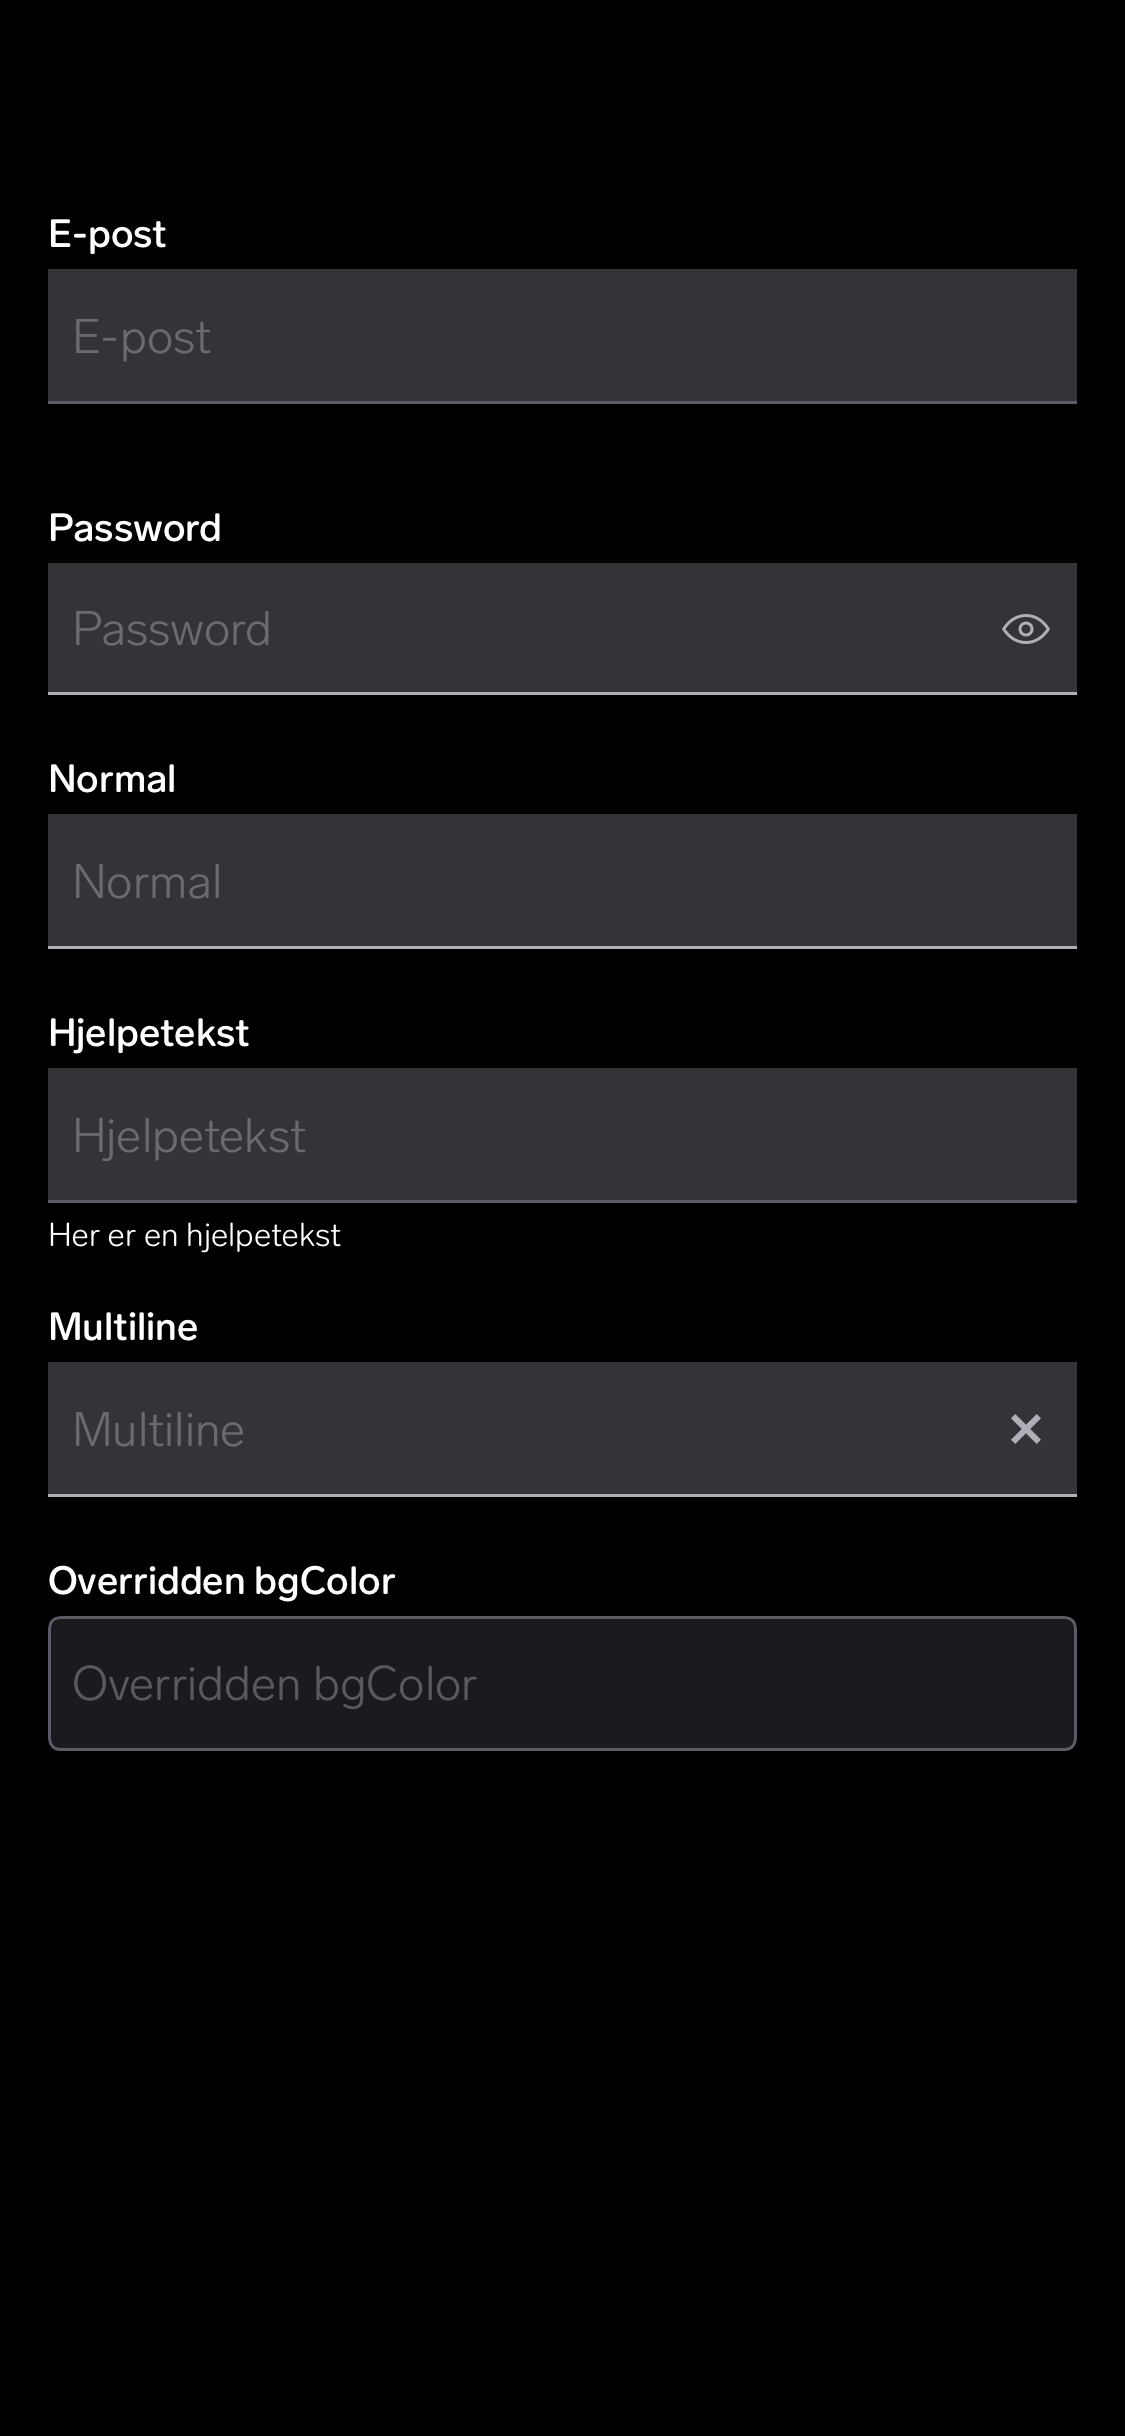 E-post
E-post
Password
Password
Normal
Normal
Hjelpetekst
Hjelpetekst
Her er en hjelpetekst
Multiline
Multiline
Overridden bgColor
Overridden bgColor